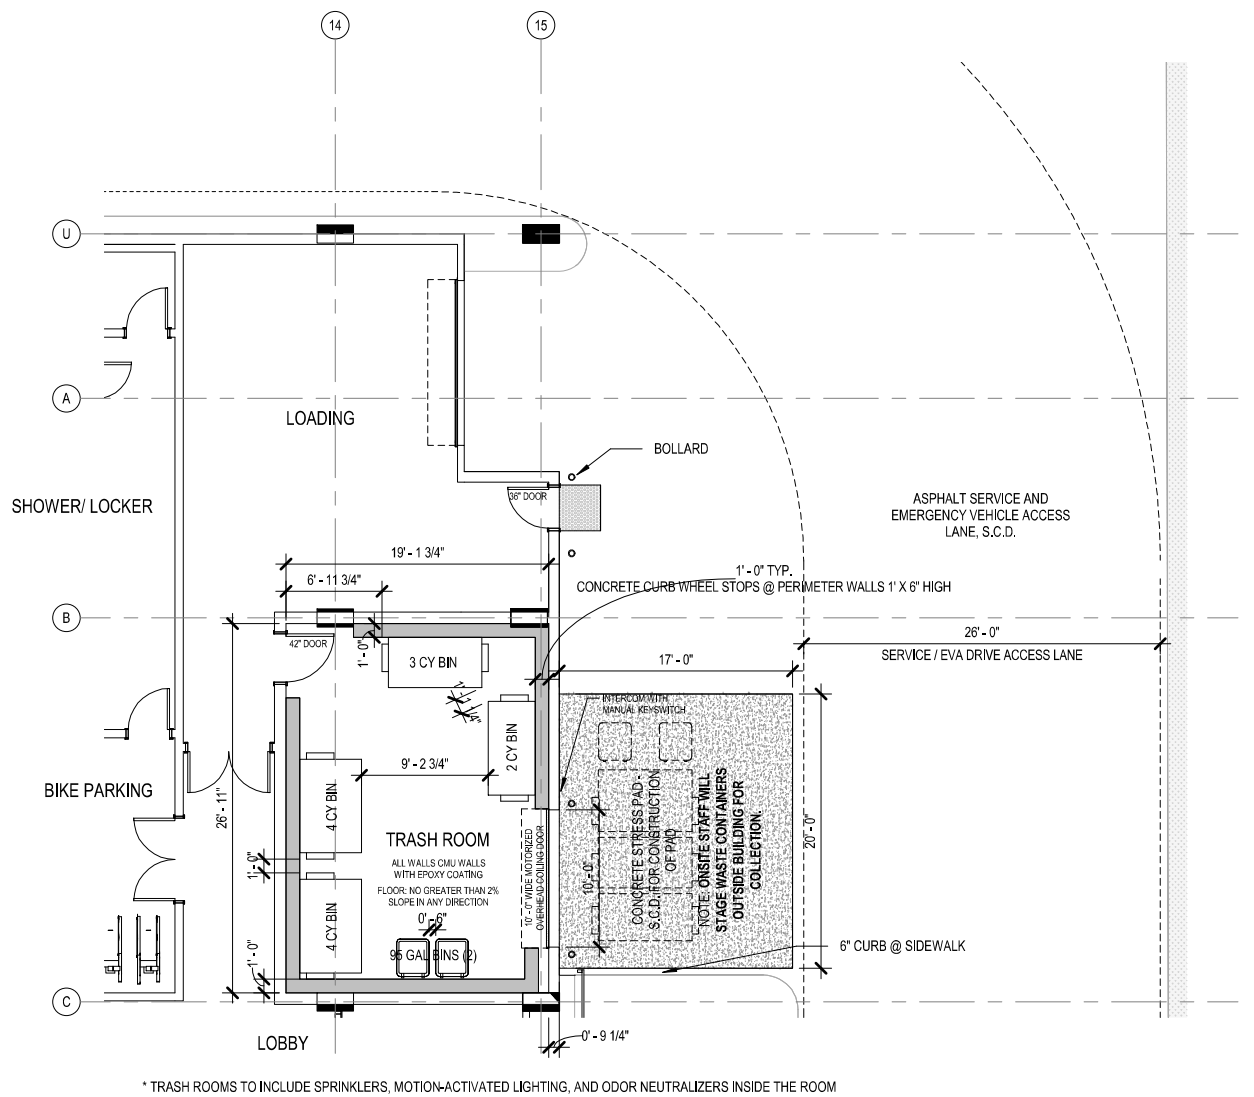 14
15
U
A
LOADING
BOLLARD
SHOWER/ LOCKER
36" DOOR
ASPHALT SERVICE AND
EMERGENCY VEHICLE ACCESS
LANE, S.C.D.
19' - 1 3/4"
6' - 11 3/4"
1' - 0" TYP.
CONCRETE CURB WHEEL STOPS @ PERIMETER WALLS 1' X 6" HIGH
B
42" DOOR
1' - 0"
3 CY BIN
17' - 0"
26' - 0"
SERVICE / EVA DRIVE ACCESS LANE
INTERCOM WITH
MANUAL KEYSWITCH
2 CY BIN
9' - 2 3/4"
BIKE PARKING
26' - 11"
4 CY BIN
TRASH ROOM
ALL WALLS CMU WALLS
WITH EPOXY COATING
FLOOR: NO GREATER THAN 2%
SLOPE IN ANY DIRECTION
10' - 0" WIDE MOTORIZED
OVERHEAD COILING DOOR
10' - 0"
CONCRETE STRESS PAD -
S.C.D. FOR CONSTRUCTION
OF PAD
NOTE: ONSITE STAFF WILL
STAGE WASTE CONTAINERS
OUTSIDE BUILDING FOR
COLLECTION.
20' - 0"
1' - 0"
4 CY BIN
0' - 6"
95 GAL BINS (2)
6" CURB @ SIDEWALK
1' - 0"
C
LOBBY
0' - 9 1/4"
* TRASH ROOMS TO INCLUDE SPRINKLERS, MOTION-ACTIVATED LIGHTING, AND ODOR NEUTRALIZERS INSIDE THE ROOM